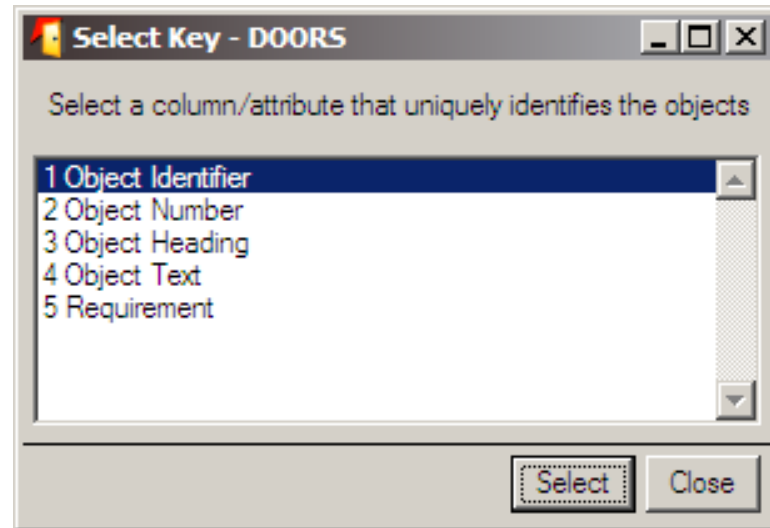 Select Key - DOORS
Select a column/attribute that uniquely identifies the objects
1 Object Identifier
2 Object Number
3 Object Heading
4 Object Text
5 Requirement
Select Close